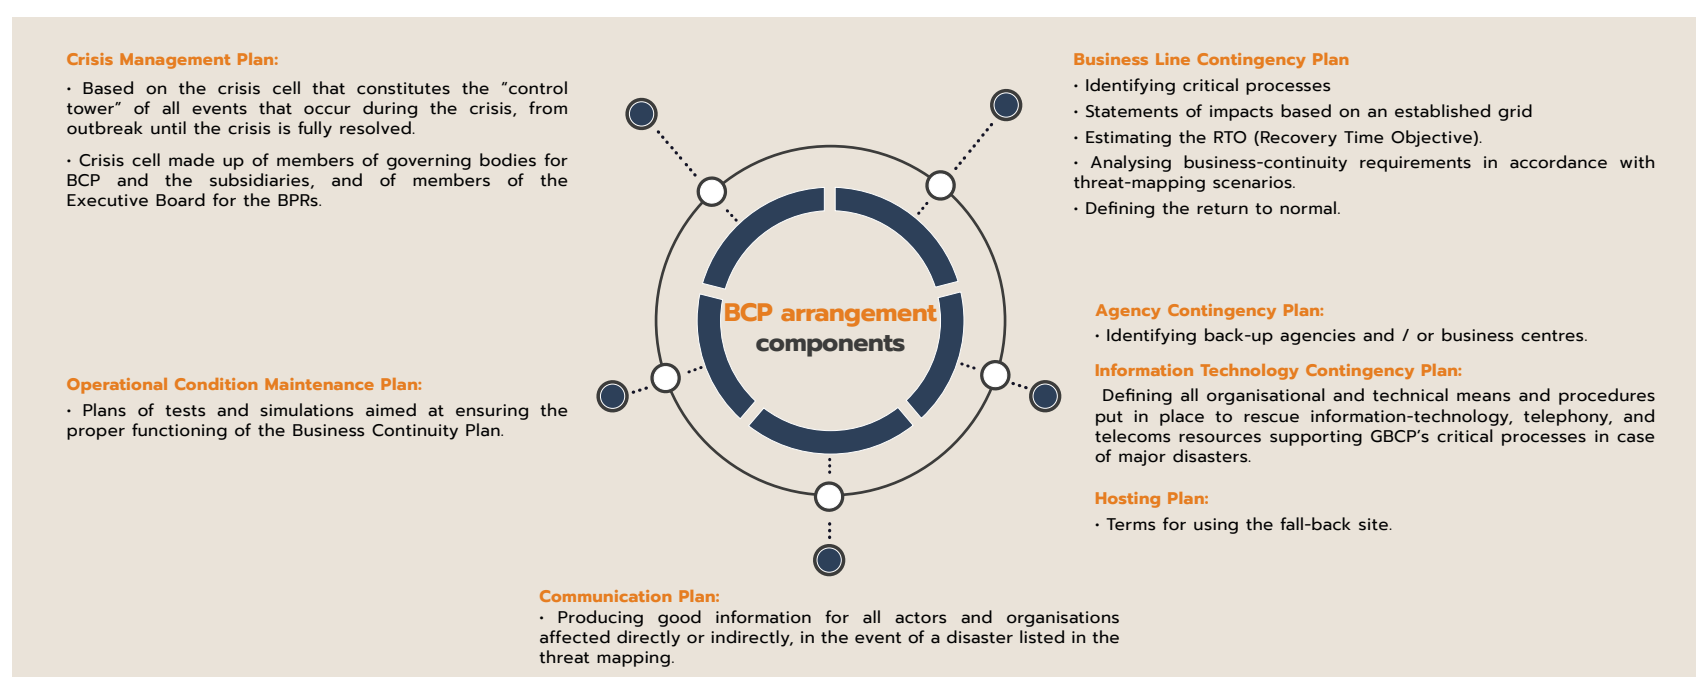 Crisis Management Plan:
· Based on the crisis cell that constitutes the “control
tower” of all events that occur during the crisis, from
outbreak until the crisis is fully resolved.
· Crisis cell made up of members of governing bodies for
BCP and the subsidiaries, and of members of the
Executive Board for the BPRs.
Business Line Contingency Plan
· Identifying critical processes
· Statements of impacts based on an established grid
· Estimating the RTO (Recovery Time Objective).
· Analysing business-continuity requirements in accordance with
threat-mapping scenarios.
· Defining the return to normal.
BCP arrangement
components
Agency Contingency Plan:
· Identifying back-up agencies and / or business centres.
Information Technology Contingency Plan:
Defining all organisational and technical means and procedures
put in place to rescue information-technology, telephony, and
telecoms resources supporting GBCP’s critical processes in case
of major disasters.
Hosting Plan:
· Terms for using the fall-back site.
Operational Condition Maintenance Plan:
· Plans of tests and simulations aimed at ensuring the
proper functioning of the Business Continuity Plan.
Communication Plan:
· Producing good information for all actors and organisations
affected directly or indirectly, in the event of a disaster listed in the
threat mapping.